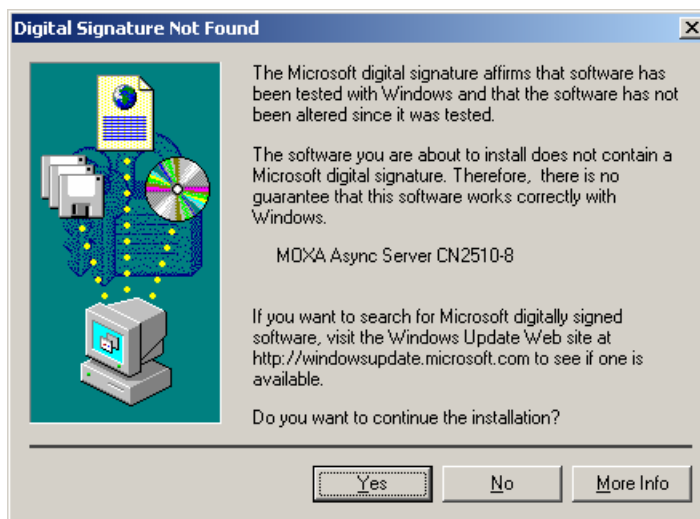 Digital Signature Not Found
The Microsoft digital signature affirms that software has
been tested with Windows and that the software has not
been altered since it was tested.
The software you are about to install does not contain a
Microsoft digital signature. Therefore, there is no
guarantee that this software works correctly with
Windows.
MOXA Async Server CN2510-8
If you want to search for Microsoft digitally signed
software, visit the Windows Update Web site at
http://windowsupdate.microsoft.com to see if one is
available.
Do you want to continue the installation?
Yes
No
More Info